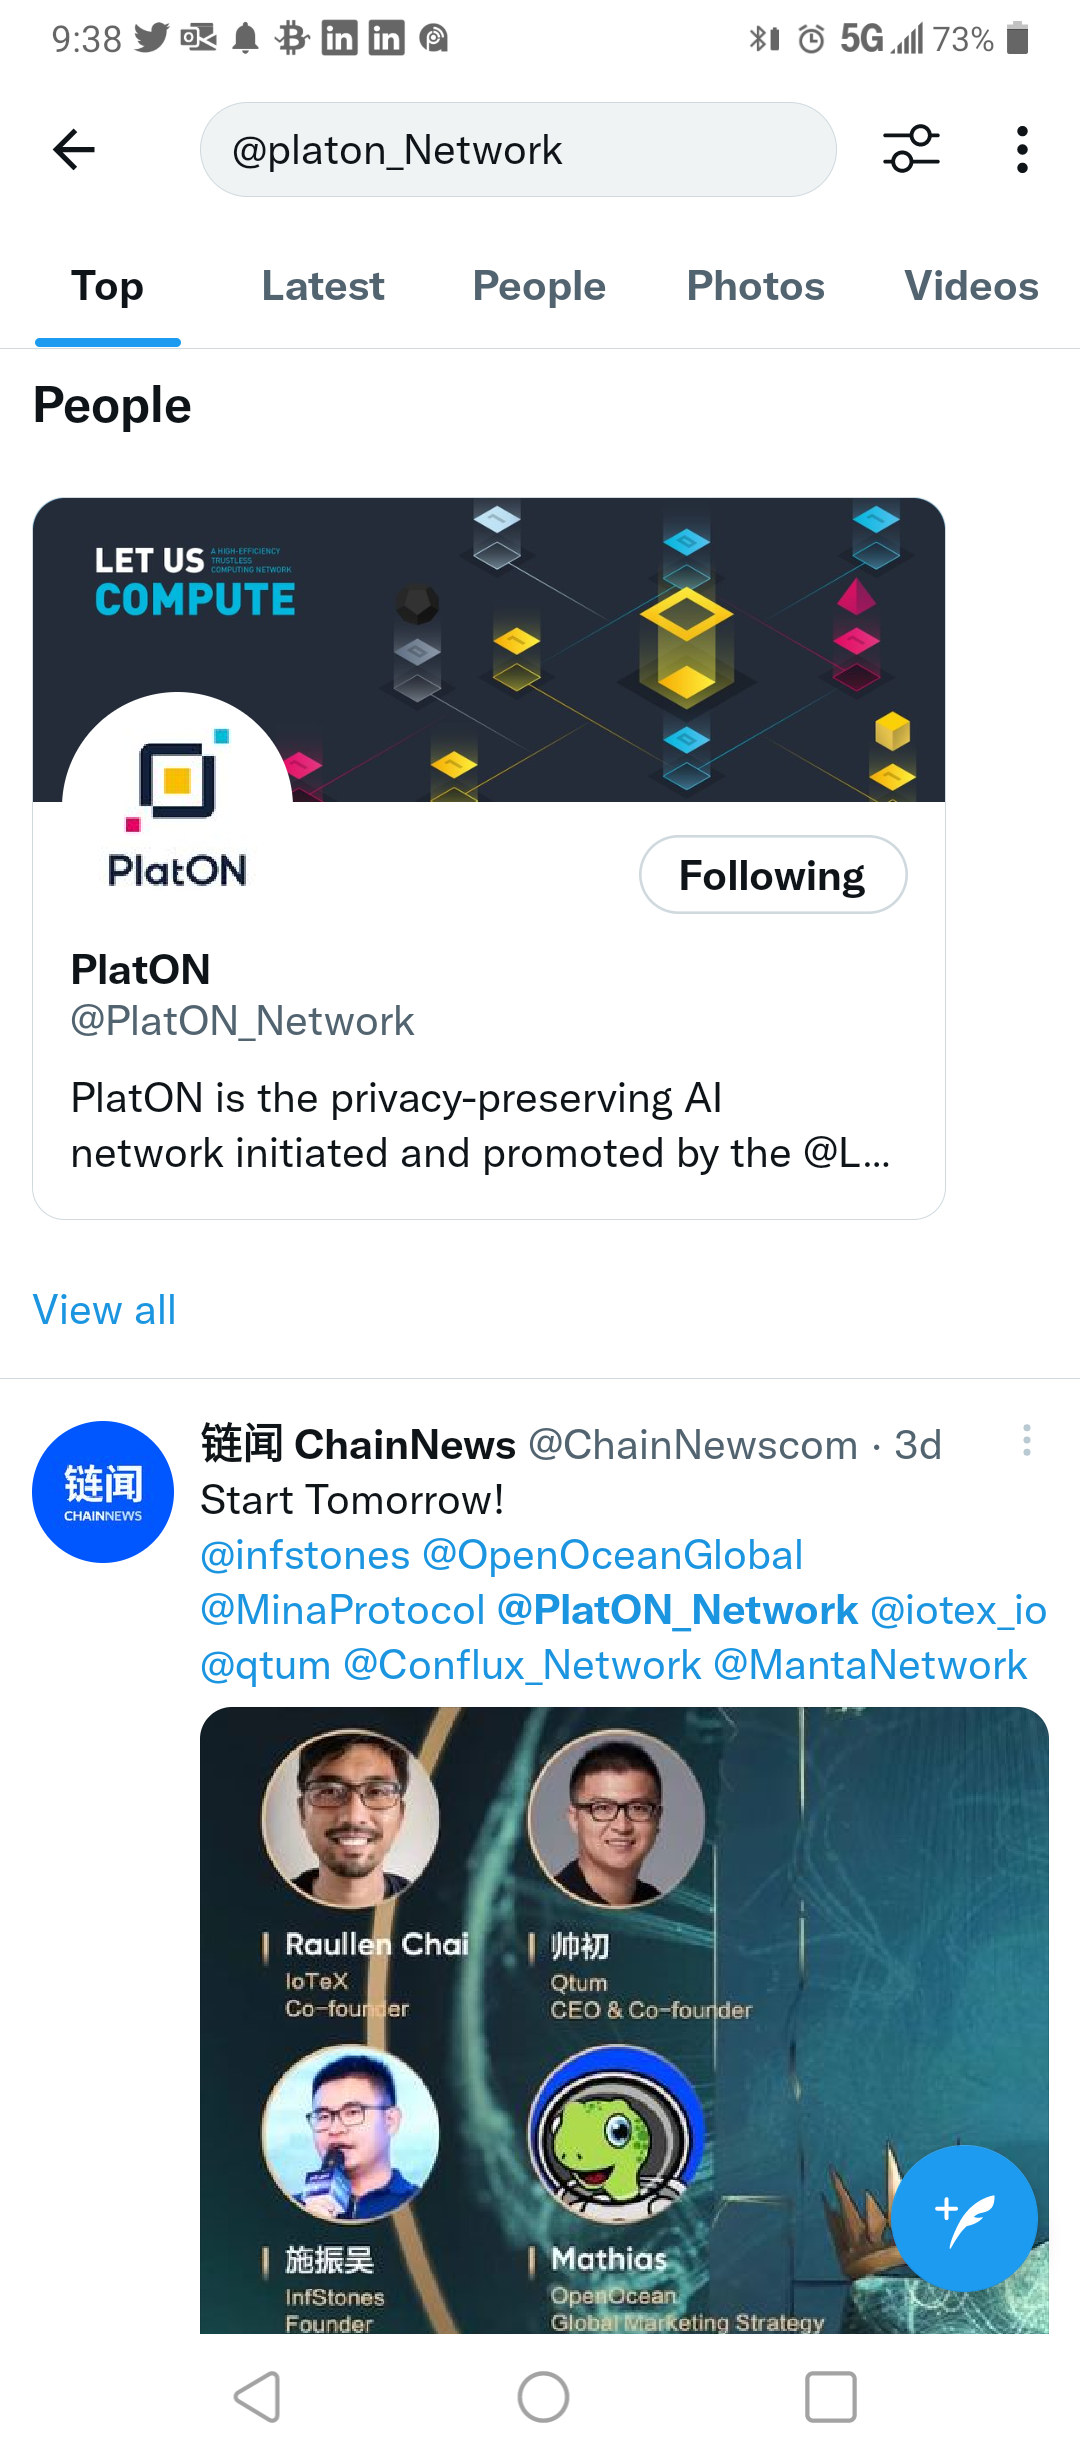 9:38
5G 73%
@platon_Network
Top Latest People Photos Videos
People
LET US
A HIGH-EFFICIENCY
TRUSTLESS
COMPUTING NETWORK
COMPUTE
PlatON
Following
PlatON
@PlatON_Network
PlatON is the privacy-preserving AI
network initiated and promoted by the @L...
View all
链闻
CHAINNEWS
链闻 ChainNews @ChainNewscom · 3d
Start Tomorrow!
@infstones @OpenOceanGlobal
@MinaProtocol @PlatON_Network @iotex_io
@qtum @Conflux_Network @MantaNetwork
Raullen Chai
IoTeX
Co-founder
帅初
Qtum
CEO & Co-founder
施振吴
InfStones
Founder
Mathias
OpenOcean
Global Marketing Strategy